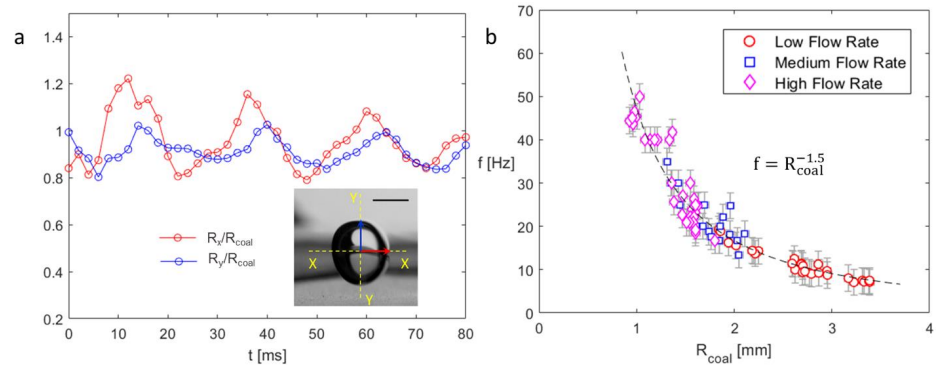 a
1.4
1.2
1
0.8
0.6
0.4
0.2
0 10 20 30 40 50 60 70 80
t [ms]
Rx/Rcoal
Ry/Rcoal
Y
X X
Y
b
70
60
50
40
30
20
10
0
f [Hz]
0 1 2 3 4
Rcoal [mm]
Low Flow Rate
Medium Flow Rate
High Flow Rate
f = R_coal^-1.5